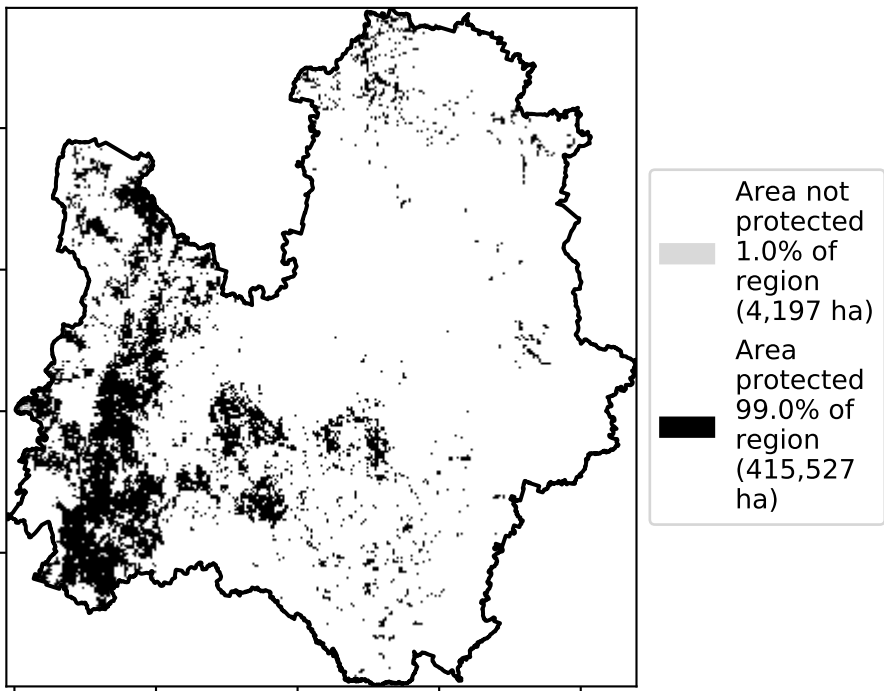 Area not
protected
1.0% of
region
(4,197 ha)
Area
protected
99.0% of
region
(415,527
ha)